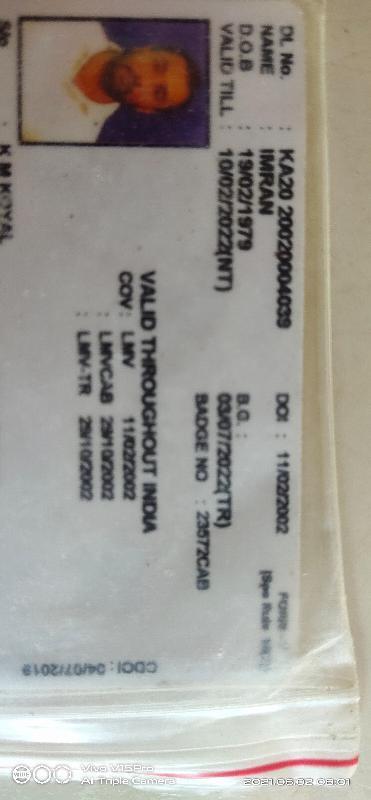 DL No. : KA20 20020004039 DOI : 11/02/2002
NAME : IMRAN
D.O.B : 19/02/1979 B.G. :
VALID TILL : 10/02/2022(NT) 03/07/2022(TR)
BADGE NO : 23572CAB
VALID THROUGHOUT INDIA
COV: LMV 11/02/2002
: LMVCAB 29/10/2002
: LMV-TR 29/10/2002
CDOI : 04/07/2019
S/o : K M KOYAL
Vivo V15Pro
AI Triple Camera
2021.08.02 08:01